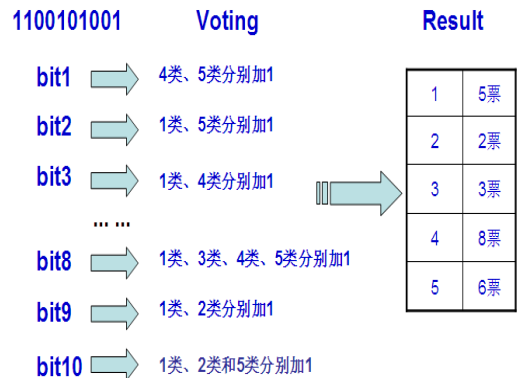 1100101001 Voting Result
bit1 4类、5类分别加1
bit2 1类、5类分别加1
bit3 1类、4类分别加1
... ...
bit8 1类、3类、4类、5类分别加1
bit9 1类、2类分别加1
bit10 1类、2类和5类分别加1
1 5票
2 2票
3 3票
4 8票
5 6票